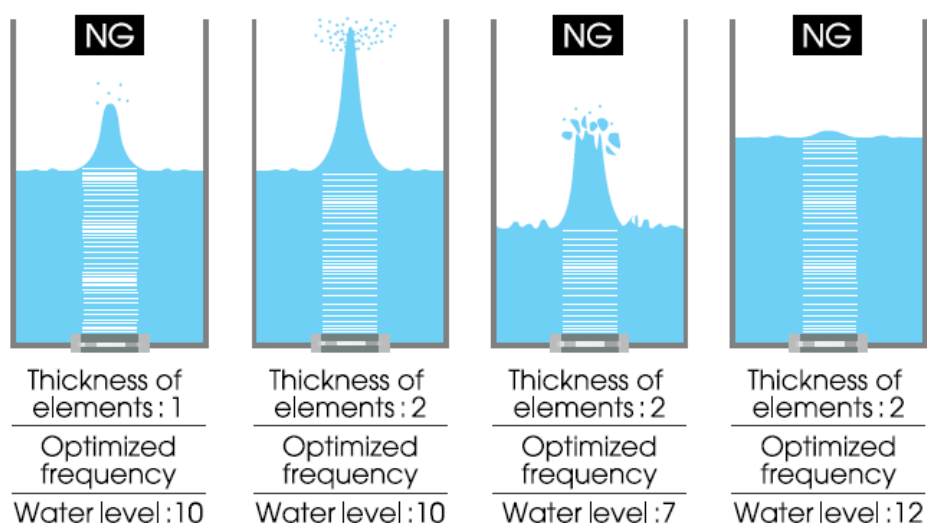 NG
NG
NG
Thickness of
elements : 1
Optimized
frequency
Water level :10
Thickness of
elements : 2
Optimized
frequency
Water level :10
Thickness of
elements : 2
Optimized
frequency
Water level :7
Thickness of
elements : 2
Optimized
frequency
Water level :12